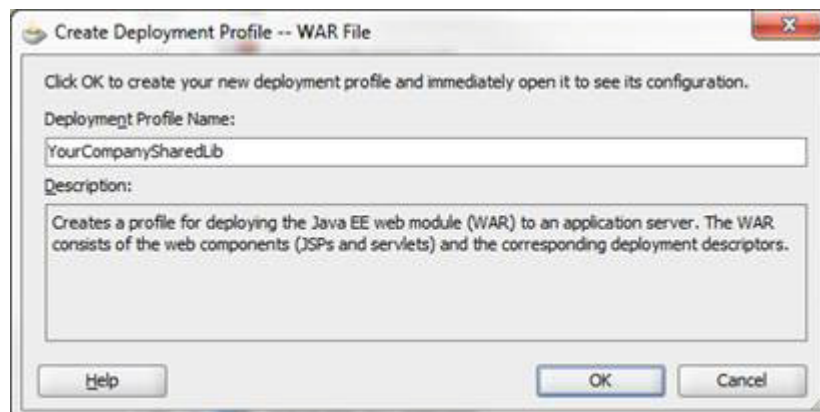 Create Deployment Profile -- WAR File
Click OK to create your new deployment profile and immediately open it to see its configuration.
Deployment Profile Name:
YourCompanySharedLib
Description:
Creates a profile for deploying the Java EE web module (WAR) to an application server. The WAR
consists of the web components (JSPs and servlets) and the corresponding deployment descriptors.
Help
OK
Cancel